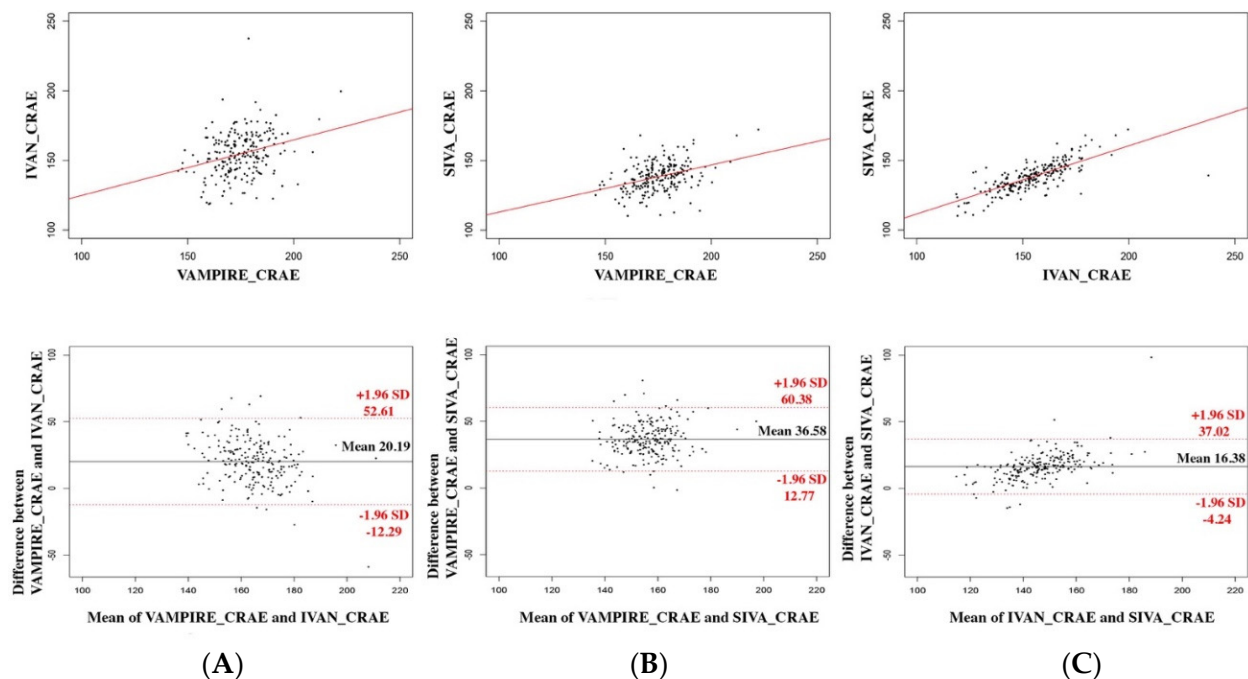 250
200
150
100
IVAN_CRAE
100
150
200
250
VAMPIRE_CRAE
250
200
150
100
SIVA_CRAE
100
150
200
250
VAMPIRE_CRAE
250
200
150
100
SIVA_CRAE
100
150
200
250
IVAN_CRAE
Difference between
VAMPIRE_CRAE and IVAN_CRAE
100
50
0
-50
+1.96 SD
52.61
Mean 20.19
-1.96 SD
-12.29
100
120
140
160
180
200
220
Mean of VAMPIRE_CRAE and IVAN_CRAE
(A)
Difference between
VAMPIRE_CRAE and SIVA_CRAE
100
50
0
-50
+1.96 SD
60.38
Mean 36.58
-1.96 SD
12.77
100
120
140
160
180
200
220
Mean of VAMPIRE_CRAE and SIVA_CRAE
(B)
Difference between
IVAN_CRAE and SIVA_CRAE
100
50
0
-50
+1.96 SD
37.02
Mean 16.38
-1.96 SD
-4.24
100
120
140
160
180
200
220
Mean of IVAN_CRAE and SIVA_CRAE
(C)